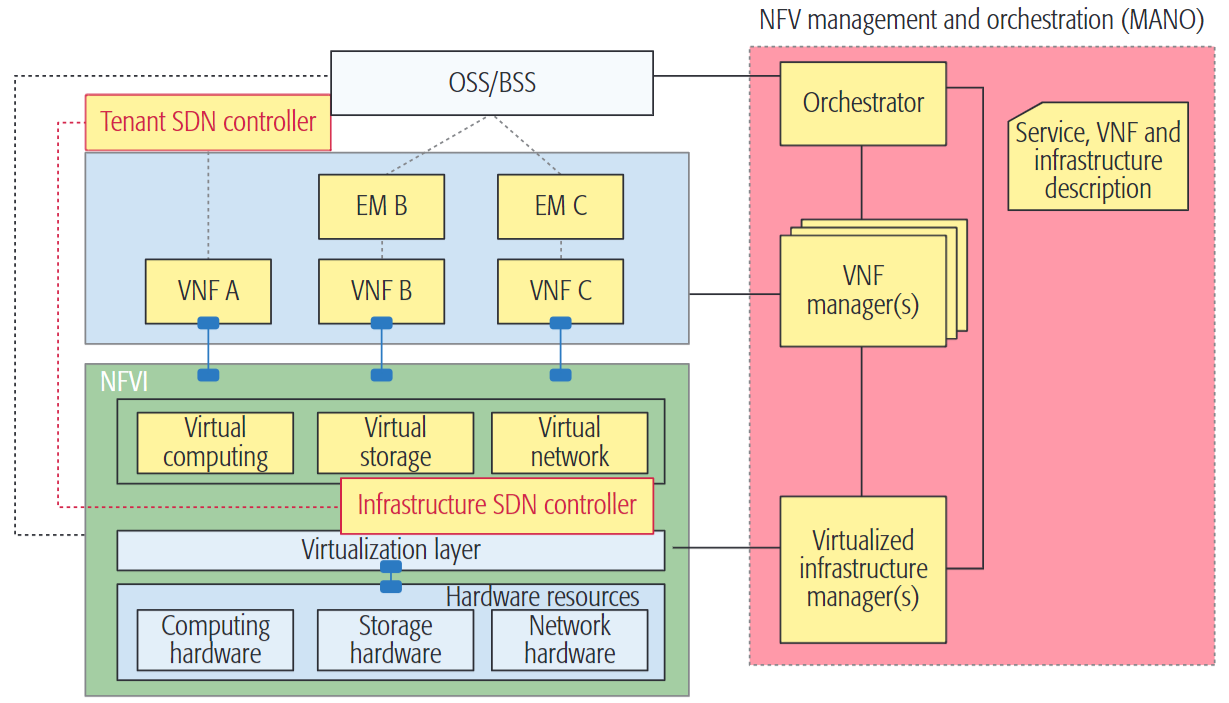 NFV management and orchestration (MANO)
OSS/BSS
Orchestrator
Tenant SDN controller
Service, VNF and
infrastructure
description
EM B
EM C
VNF A
VNF B
VNF C
VNF
manager(s)
NFVI
Virtual
computing
Virtual
storage
Virtual
network
Infrastructure SDN controller
Virtualization layer
Virtualized
infrastructure
manager(s)
Hardware resources
Computing
hardware
Storage
hardware
Network
hardware